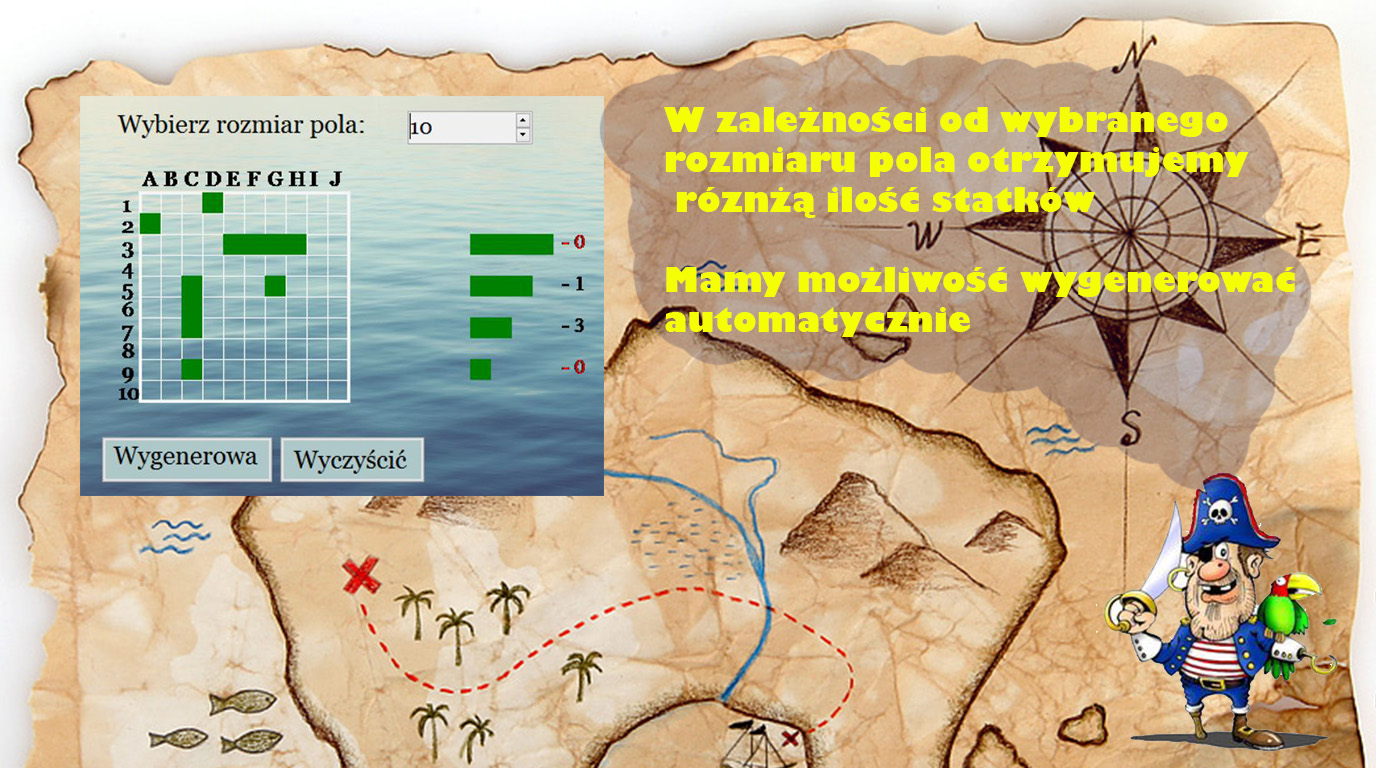 Wybierz rozmiar pola: 10
A B C D E F G H I J
1
2
3
4
5
6
7
8
9
10
- 0
- 1
- 3
- 0
Wygenerowa Wyczyścić
W zależności od wybranego
rozmiaru pola otrzymujemy
róznżą ilość statków
Mamy możliwość wygenerować
automatycznie
N
W
E
S